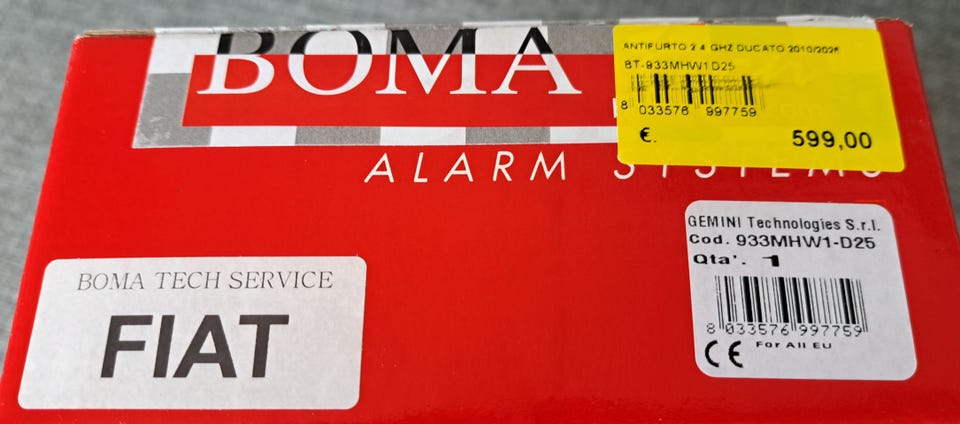 BOMA
ALARM SYSTEMS
ANTIFURTO 2.4 GHZ DUCATO 2010/202
BT-933MHW1D25
8 033576 997759
€. 599,00
GEMINI Technologies S.r.l.
Cod. 933MHW1-D25
Qta'. 1
8 033576 997759
CE For All EU
BOMA TECH SERVICE
FIAT